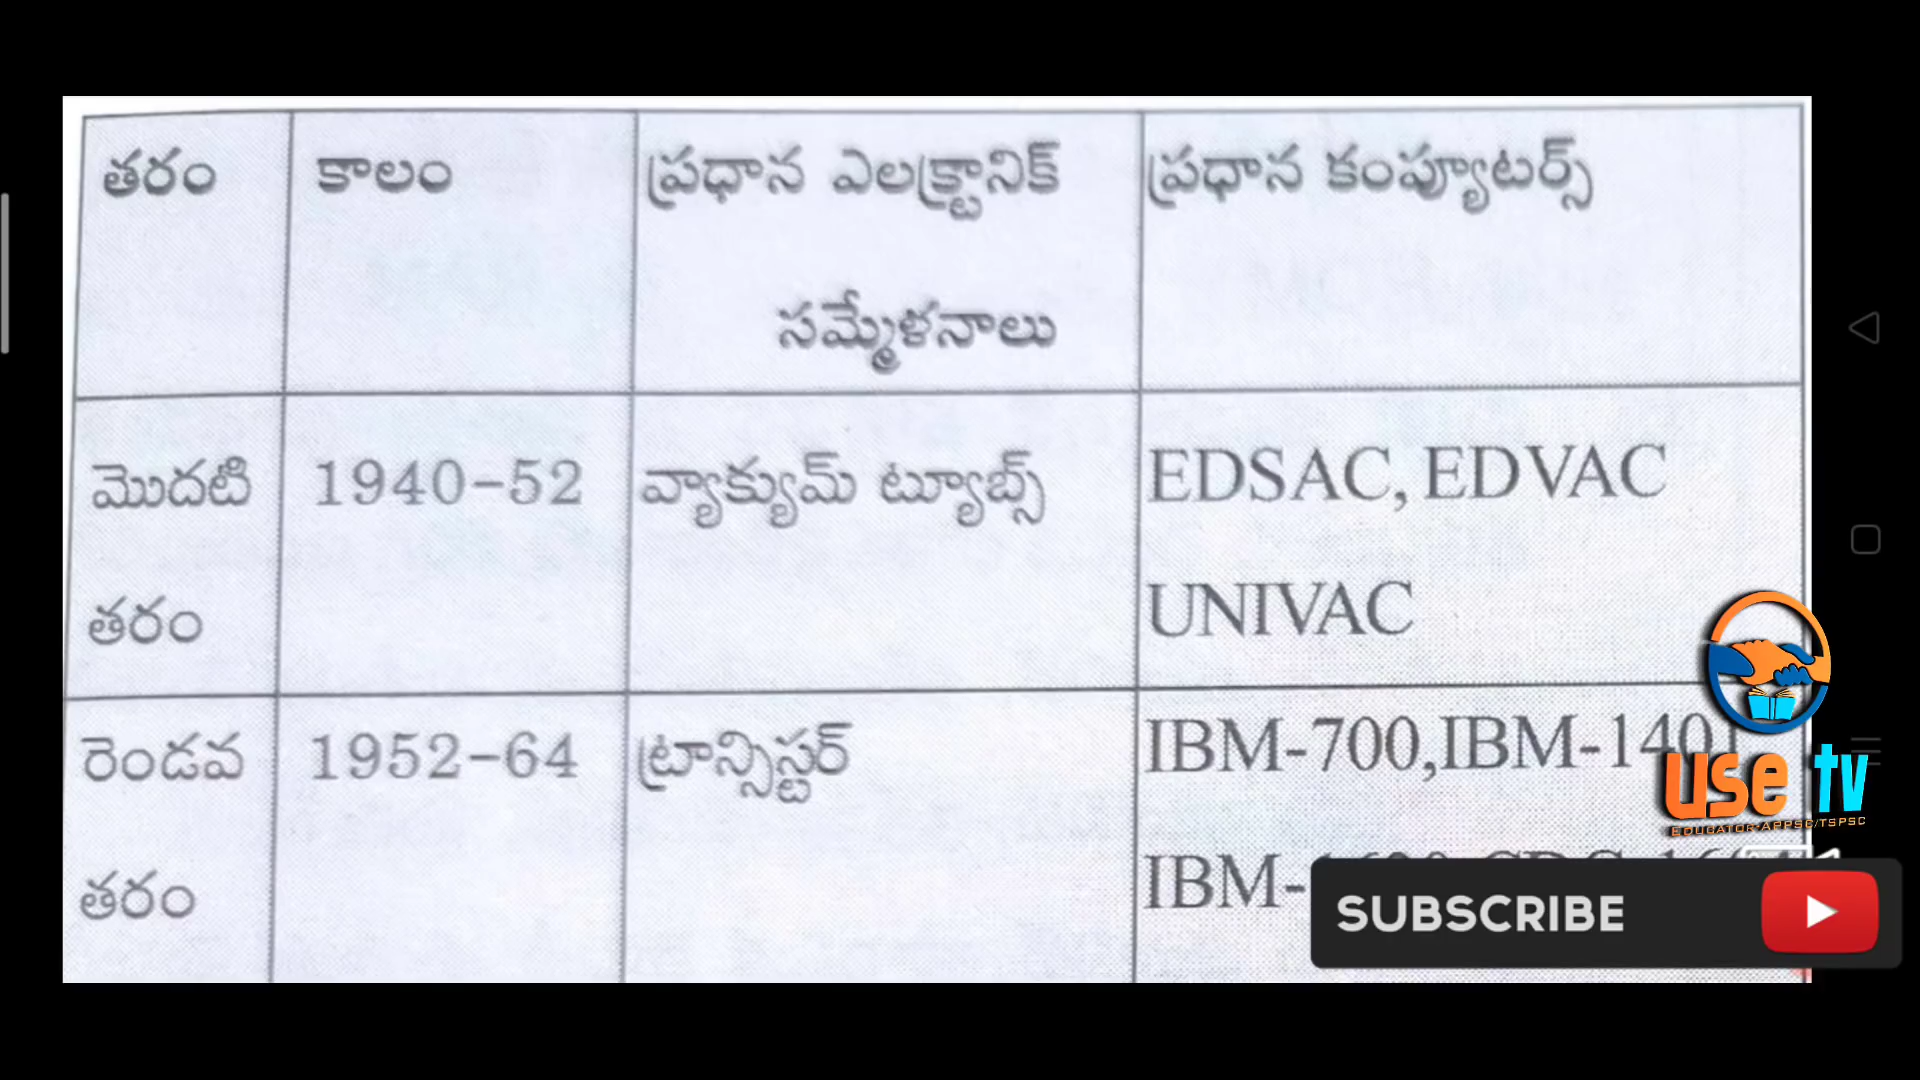 తరం కాలం ప్రధాన ఎలక్ట్రానిక్ ప్రధాన కంప్యూటర్స్
సమ్మేళనాలు
మొదటి 1940-52 వ్యాక్యుమ్ ట్యూబ్స్ EDSAC, EDVAC
తరం UNIVAC
రెండవ 1952-64 ట్రాన్సిస్టర్ IBM-700,IBM-1401
తరం IBM-
use tv
EDUCATOR/APPSC/TSPSC
SUBSCRIBE